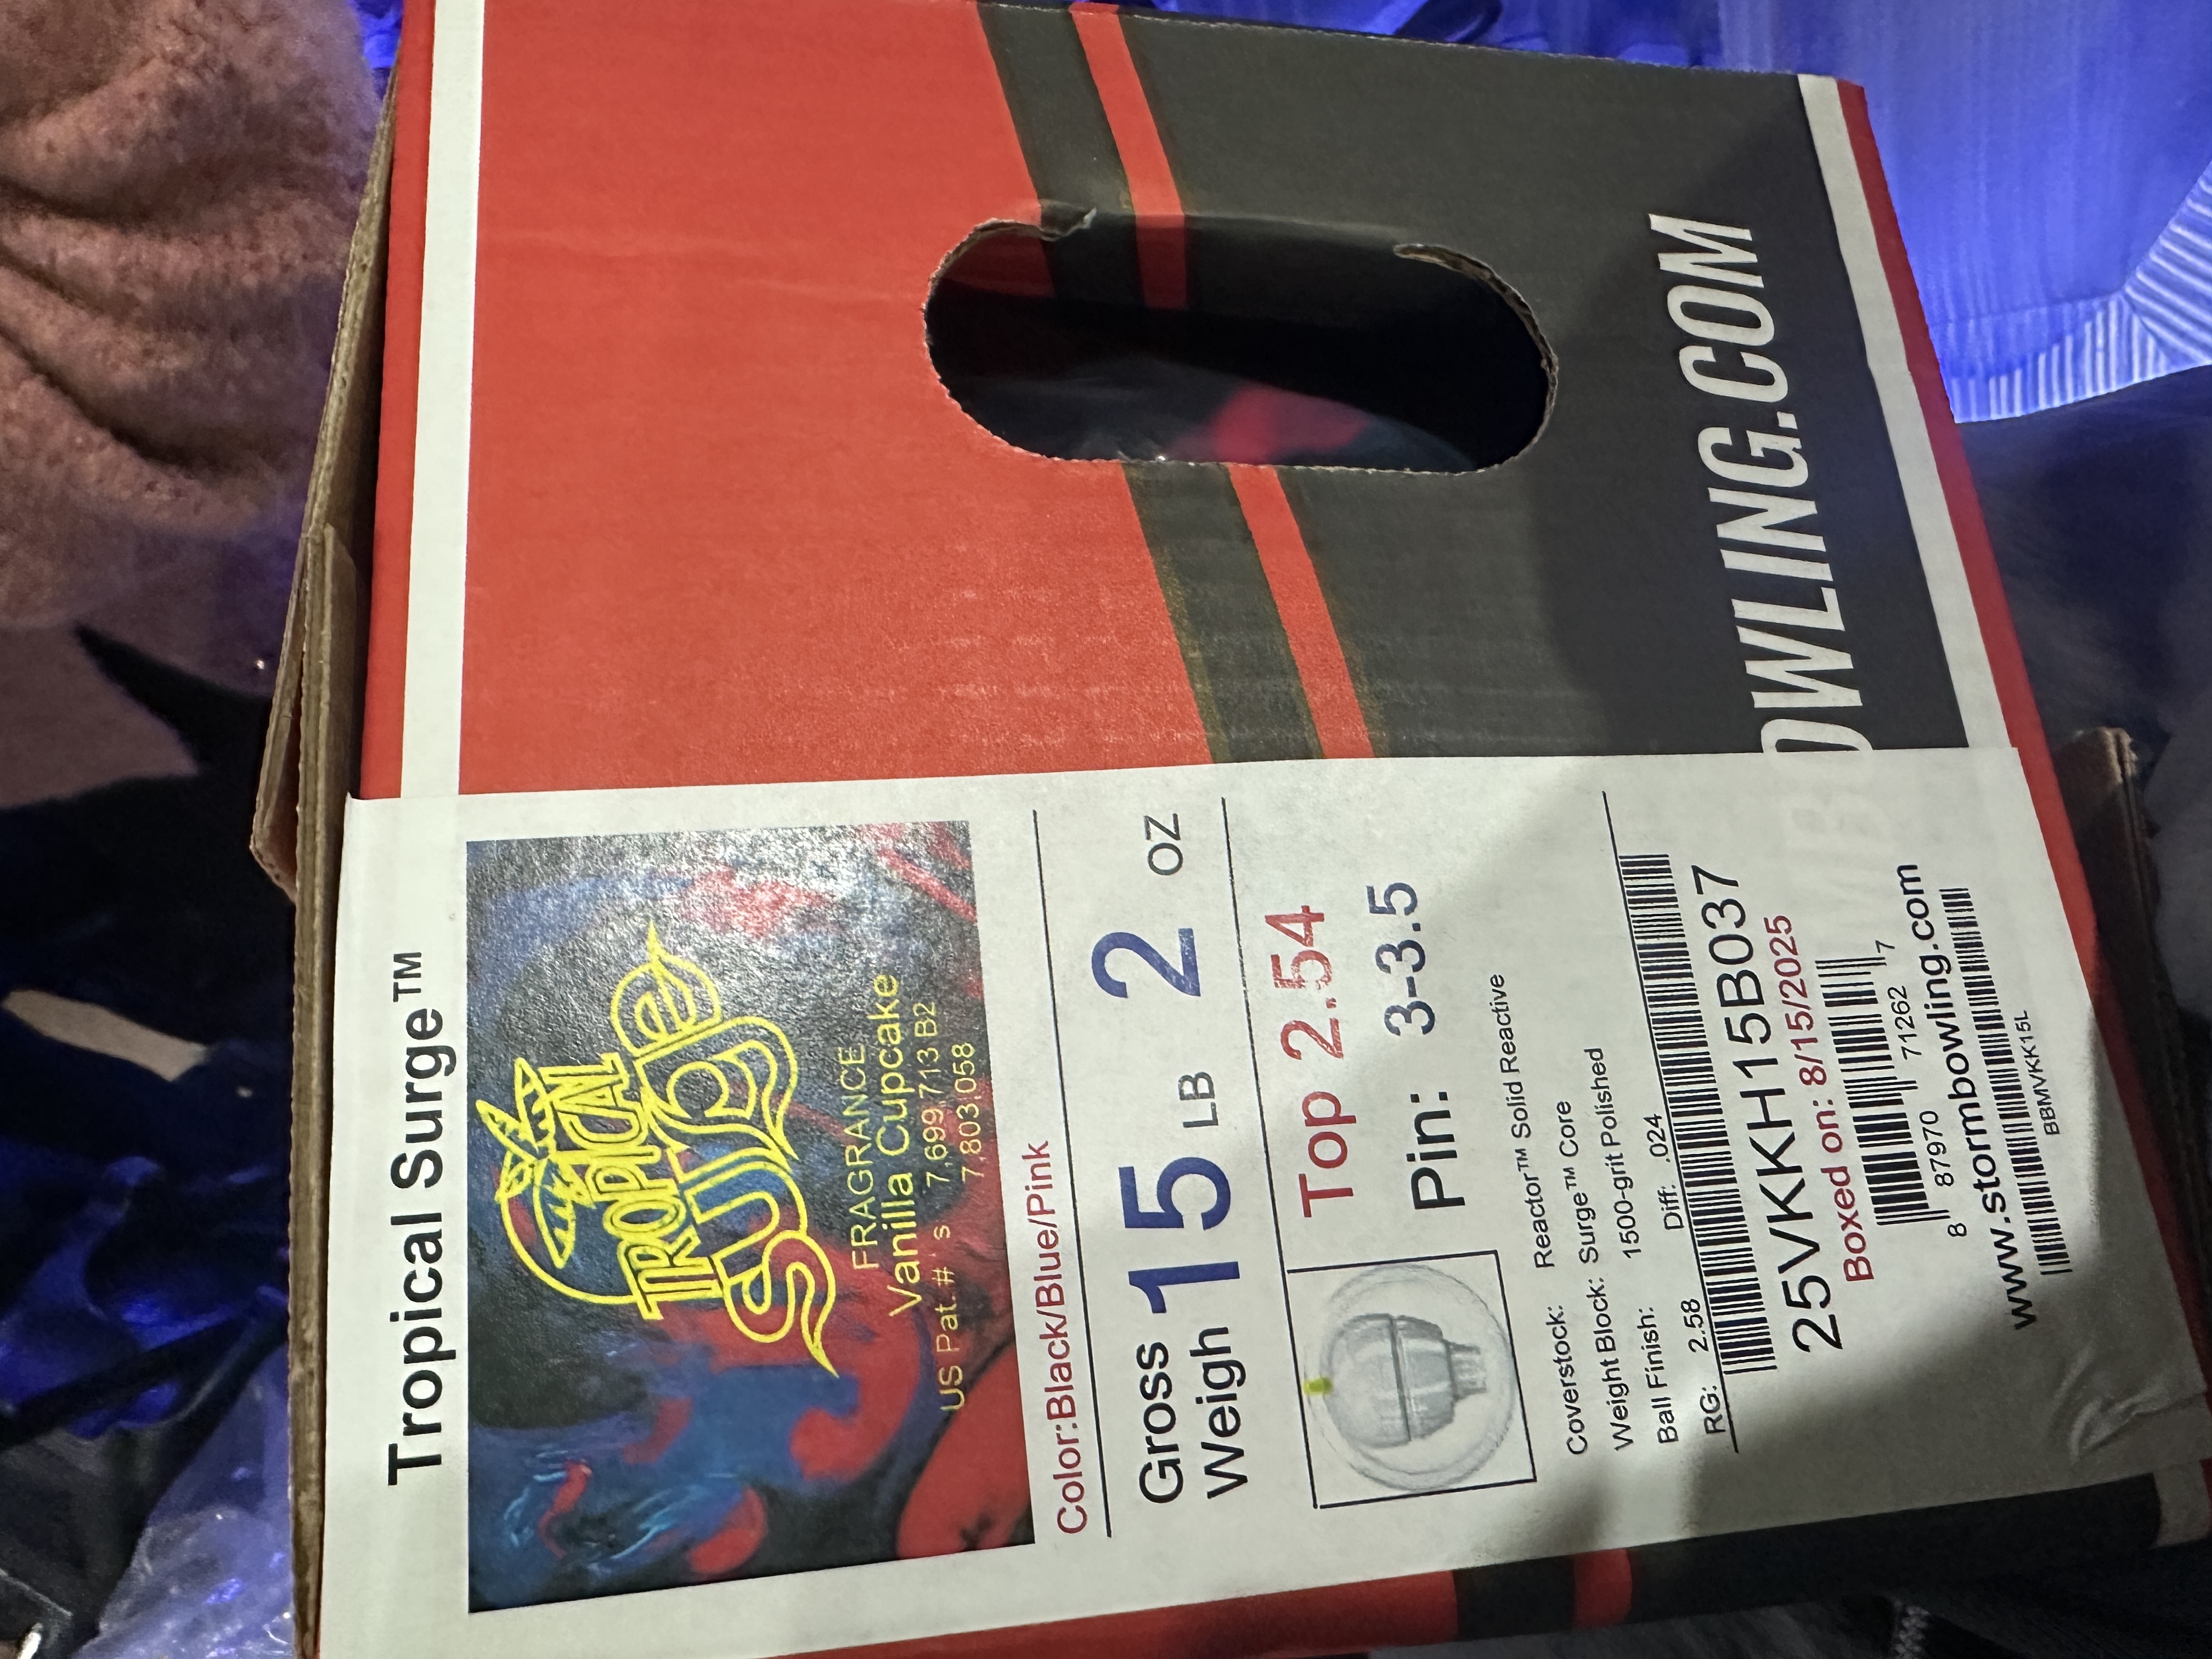 Tropical Surge™
TROPICAL
Surge
FRAGRANCE
Vanilla Cupcake
US Pat.# ' s 7,699,713 B2
7,803,058
Color:Black/Blue/Pink
Gross Weigh 15 LB 2 OZ
Top 2.54
Pin: 3-3.5
Coverstock: Reactor™ Solid Reactive
Weight Block: Surge™ Core
Ball Finish: 1500-grit Polished
RG: 2.58 Diff: .024
25VKKH15B037
Boxed on: 8/15/2025
8 87970 71262 7
www.stormbowling.com
BBMVKK15L
MBOWLING.COM